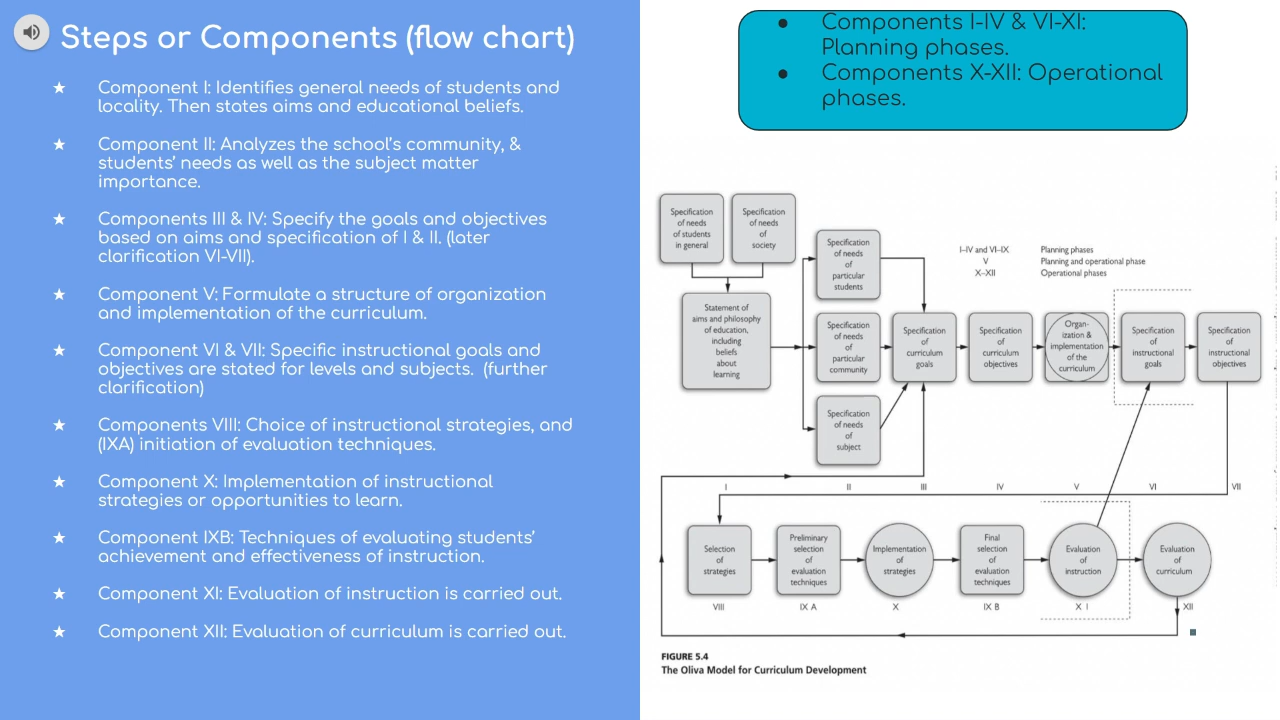 Steps or Components (flow chart)
★ Component I: Identifies general needs of students and
locality. Then states aims and educational beliefs.
★ Component II: Analyzes the school's community, &
students' needs as well as the subject matter
importance.
★ Components III & IV: Specify the goals and objectives
based on aims and specification of I & II. (later
clarification VI-VII).
★ Component V: Formulate a structure of organization
and implementation of the curriculum.
★ Component VI & VII: Specific instructional goals and
objectives are stated for levels and subjects. (further
clarification)
★ Components VIII: Choice of instructional strategies, and
(IXA) initiation of evaluation techniques.
★ Component X: Implementation of instructional
strategies or opportunities to learn.
★ Component IXB: Techniques of evaluating students'
achievement and effectiveness of instruction.
★ Component XI: Evaluation of instruction is carried out.
★ Component XII: Evaluation of curriculum is carried out.
● Components I-IV & VI-XI:
Planning phases.
● Components X-XII: Operational
phases.
Specification
of needs
of students
in general
Specification
of needs
of
society
Statement of
aims and philosophy
of education,
including
beliefs
about
learning
Specification
of needs
of
particular
students
Specification
of needs
of
particular
community
Specification
of needs
of
subject
Specification
of
curriculum
goals
Specification
of
curriculum
objectives
Organ-
ization &
implementation
of the
curriculum
Specification
of
instructional
goals
Specification
of
instructional
objectives
I–IV and VI–IX Planning phases
V Planning and operational phase
X–XII Operational phases
I II III IV V VI VII
Selection
of
strategies
Preliminary
selection
of
evaluation
techniques
Implementation
of
strategies
Final
selection
of
evaluation
techniques
Evaluation
of
instruction
Evaluation
of
curriculum
VIII IX A X IX B X I XII
FIGURE 5.4
The Oliva Model for Curriculum Development